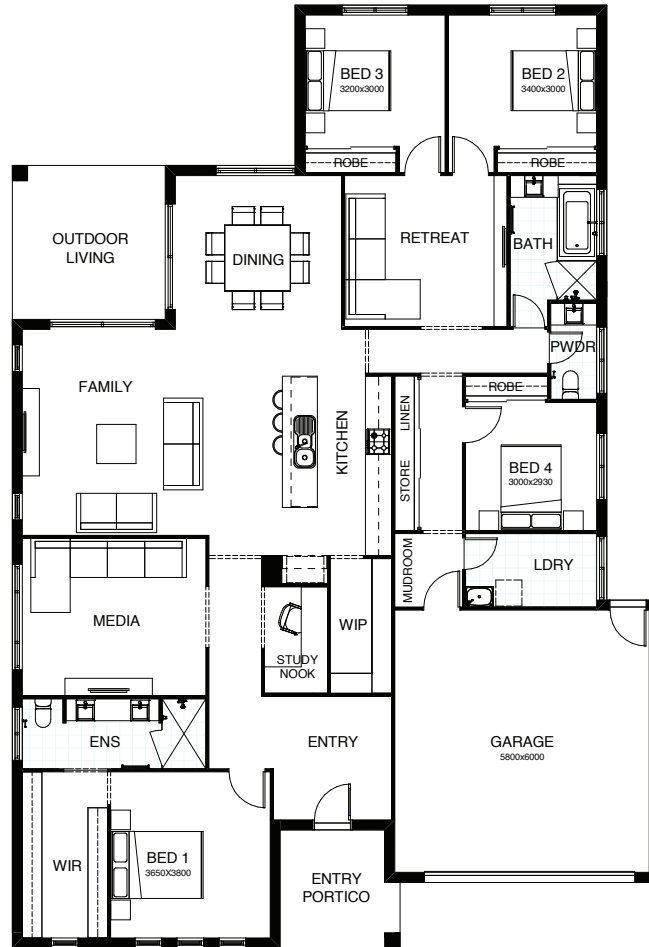 BED 3
3200x3000
BED 2
3400x3000
ROBE
ROBE
OUTDOOR
LIVING
DINING
RETREAT
BATH
PWDR
FAMILY
KITCHEN
LINEN
STORE
ROBE
BED 4
3000x2930
MUDROOM
LDRY
MEDIA
STUDY
NOOK
WIP
ENS
ENTRY
GARAGE
5800x6000
WIR
BED 1
3650X3800
ENTRY
PORTICO